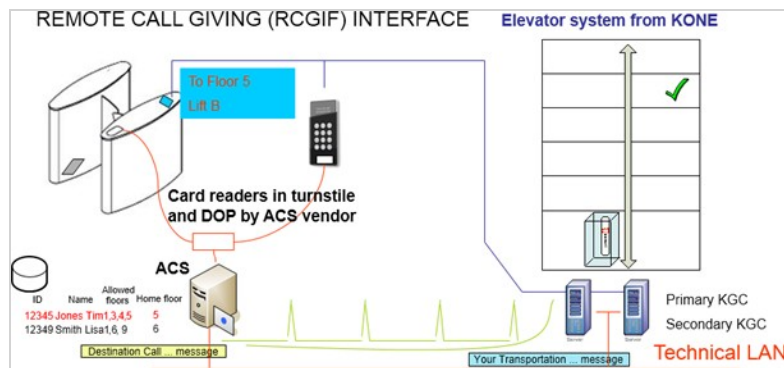 REMOTE CALL GIVING (RCGIF) INTERFACE
Elevator system from KONE
To Floor 5
Lift B
Card readers in turnstile
and DOP by ACS vendor
ACS
ID Name Allowed floors Home floor
12345 Jones Tim1,3,4,5 5
12349 Smith Lisa1,6, 9 6
Destination Call ... message
Your Transportation ... message
Server
Server
Primary KGC
Secondary KGC
Technical LAN